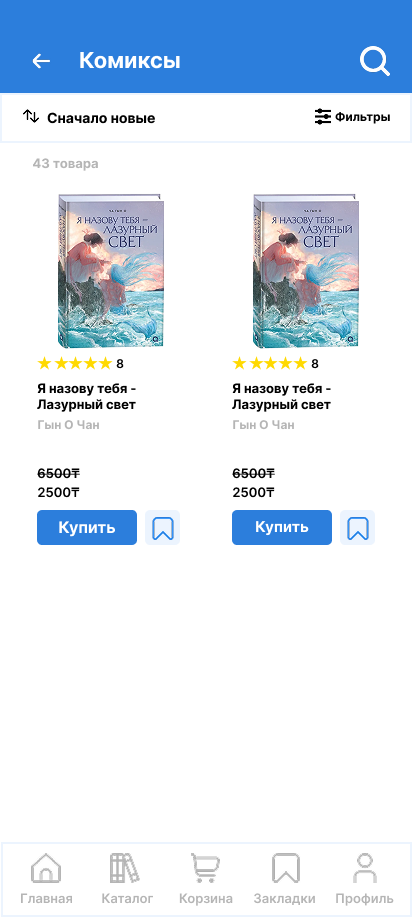 Комиксы
Сначало новые
Фильтры
43 товара
Я НАЗОВУ ТЕБЯ –
ЛАЗУРНЫЙ
СВЕТ
Я НАЗОВУ ТЕБЯ –
ЛАЗУРНЫЙ
СВЕТ
8
8
Я назову тебя -
Лазурный свет
Я назову тебя -
Лазурный свет
Гын О Чан
Гын О Чан
6500₸
6500₸
2500₸
2500₸
Купить
Купить
Главная
Каталог
Корзина
Закладки
Профиль